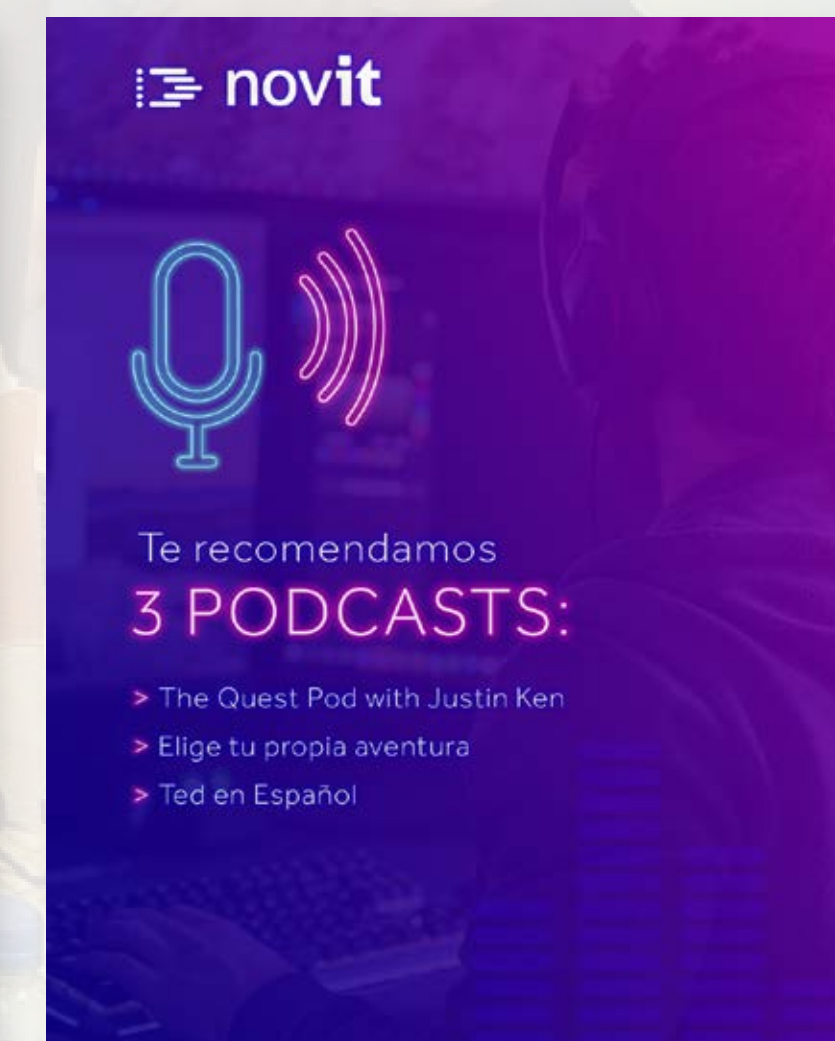 novit
Te recomendamos
3 PODCASTS:
> The Quest Pod with Justin Ken
> Elige tu propia aventura
> Ted en Español